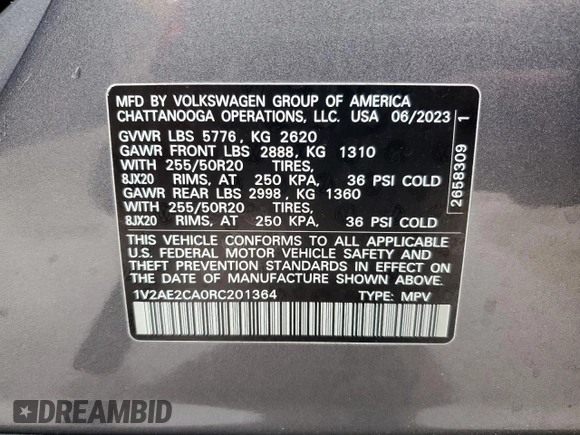 MFD BY VOLKSWAGEN GROUP OF AMERICA
CHATTANOOGA OPERATIONS, LLC. USA 06/2023
GVWR LBS 5776, KG 2620
GAWR FRONT LBS 2888, KG 1310
WITH 255/50R20 TIRES,
8JX20 RIMS, AT 250 KPA, 36 PSI COLD
GAWR REAR LBS 2998, KG 1360
WITH 255/50R20 TIRES,
8JX20 RIMS, AT 250 KPA, 36 PSI COLD
THIS VEHICLE CONFORMS TO ALL APPLICABLE
U.S. FEDERAL MOTOR VEHICLE SAFETY AND
THEFT PREVENTION STANDARDS IN EFFECT ON
THE DATE OF MANUFACTURE SHOWN ABOVE.
1V2AE2CA0RC201364 TYPE: MPV
2658309 1
DREAMBID